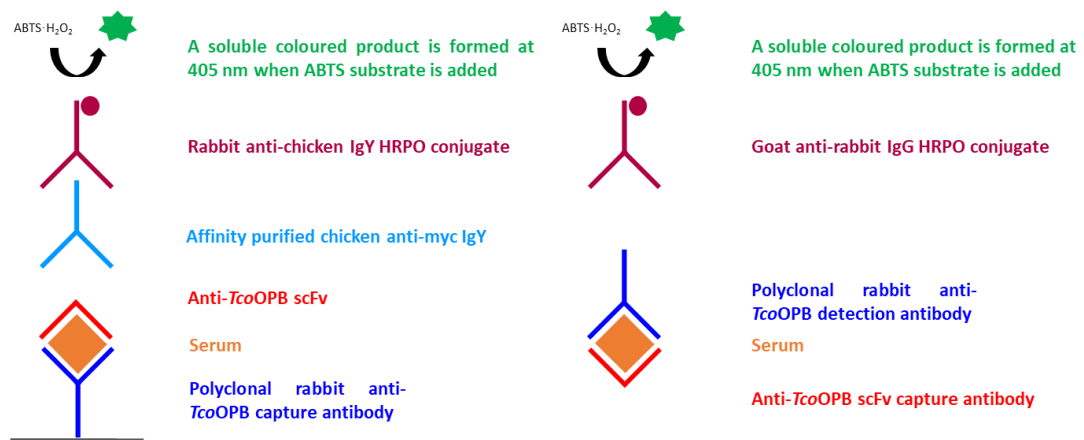 ABTS·H₂O₂
A soluble coloured product is formed at
405 nm when ABTS substrate is added
Rabbit anti-chicken IgY HRPO conjugate
Affinity purified chicken anti-myc IgY
Anti-TcoOPB scFv
Serum
Polyclonal rabbit anti-
TcoOPB capture antibody
ABTS·H₂O₂
A soluble coloured product is formed at
405 nm when ABTS substrate is added
Goat anti-rabbit IgG HRPO conjugate
Polyclonal rabbit anti-
TcoOPB detection antibody
Serum
Anti-TcoOPB scFv capture antibody